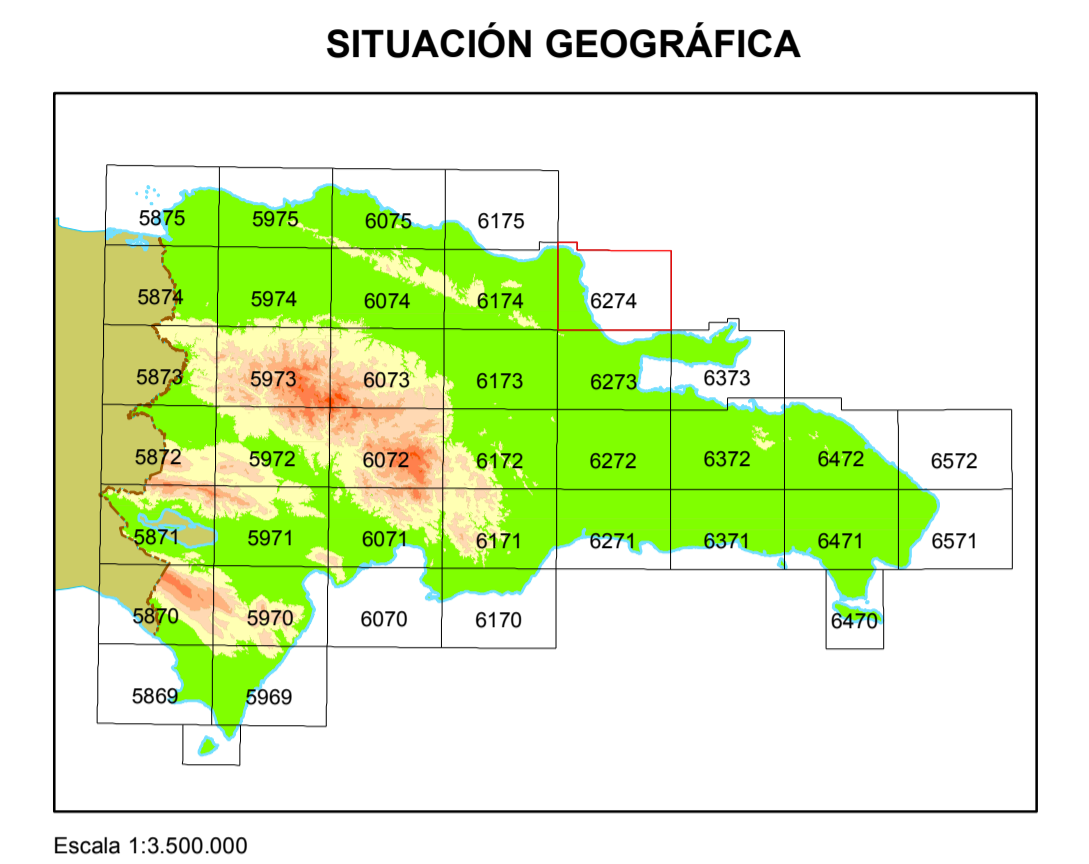 SITUACIÓN GEOGRÁFICA
5875 5975 6075 6175
5874 5974 6074 6174 6274
5873 5973 6073 6173 6273 6373
5872 5972 6072 6172 6272 6372 6472 6572
5871 5971 6071 6171 6271 6371 6471 6571
5870 5970 6070 6170 6470
5869 5969
Escala 1:3.500.000